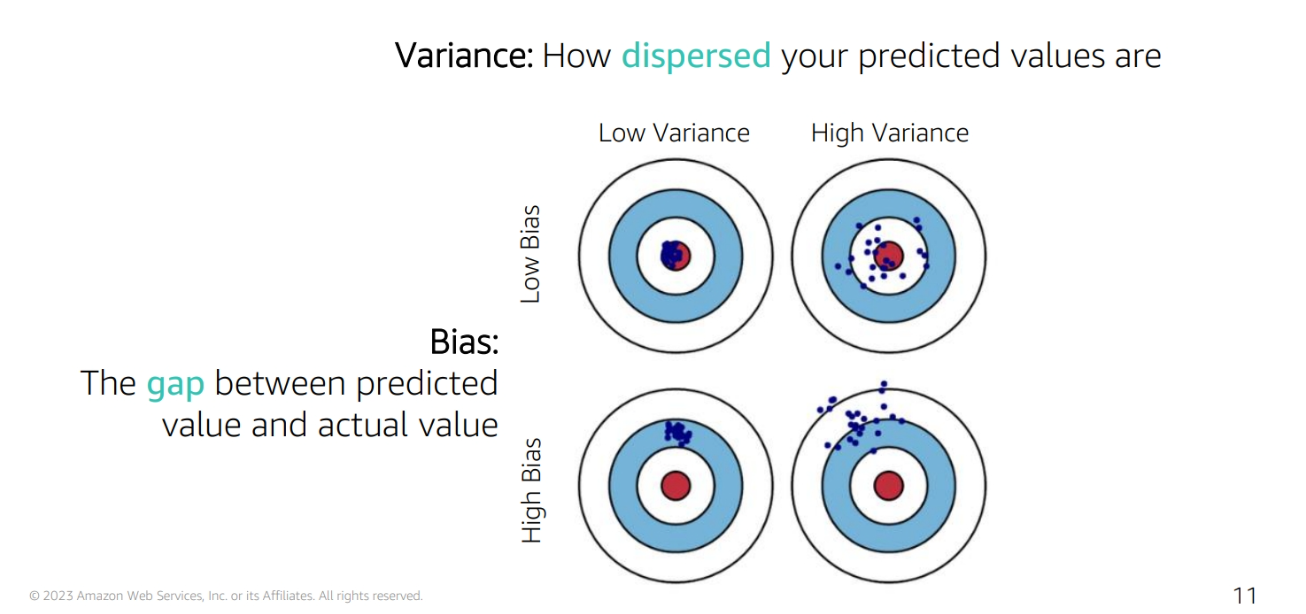 Variance: How dispersed your predicted values are
Low Variance
High Variance
Low Bias
Bias:
The gap between predicted
value and actual value
High Bias
© 2023 Amazon Web Services, Inc. or its Affiliates. All rights reserved.
11